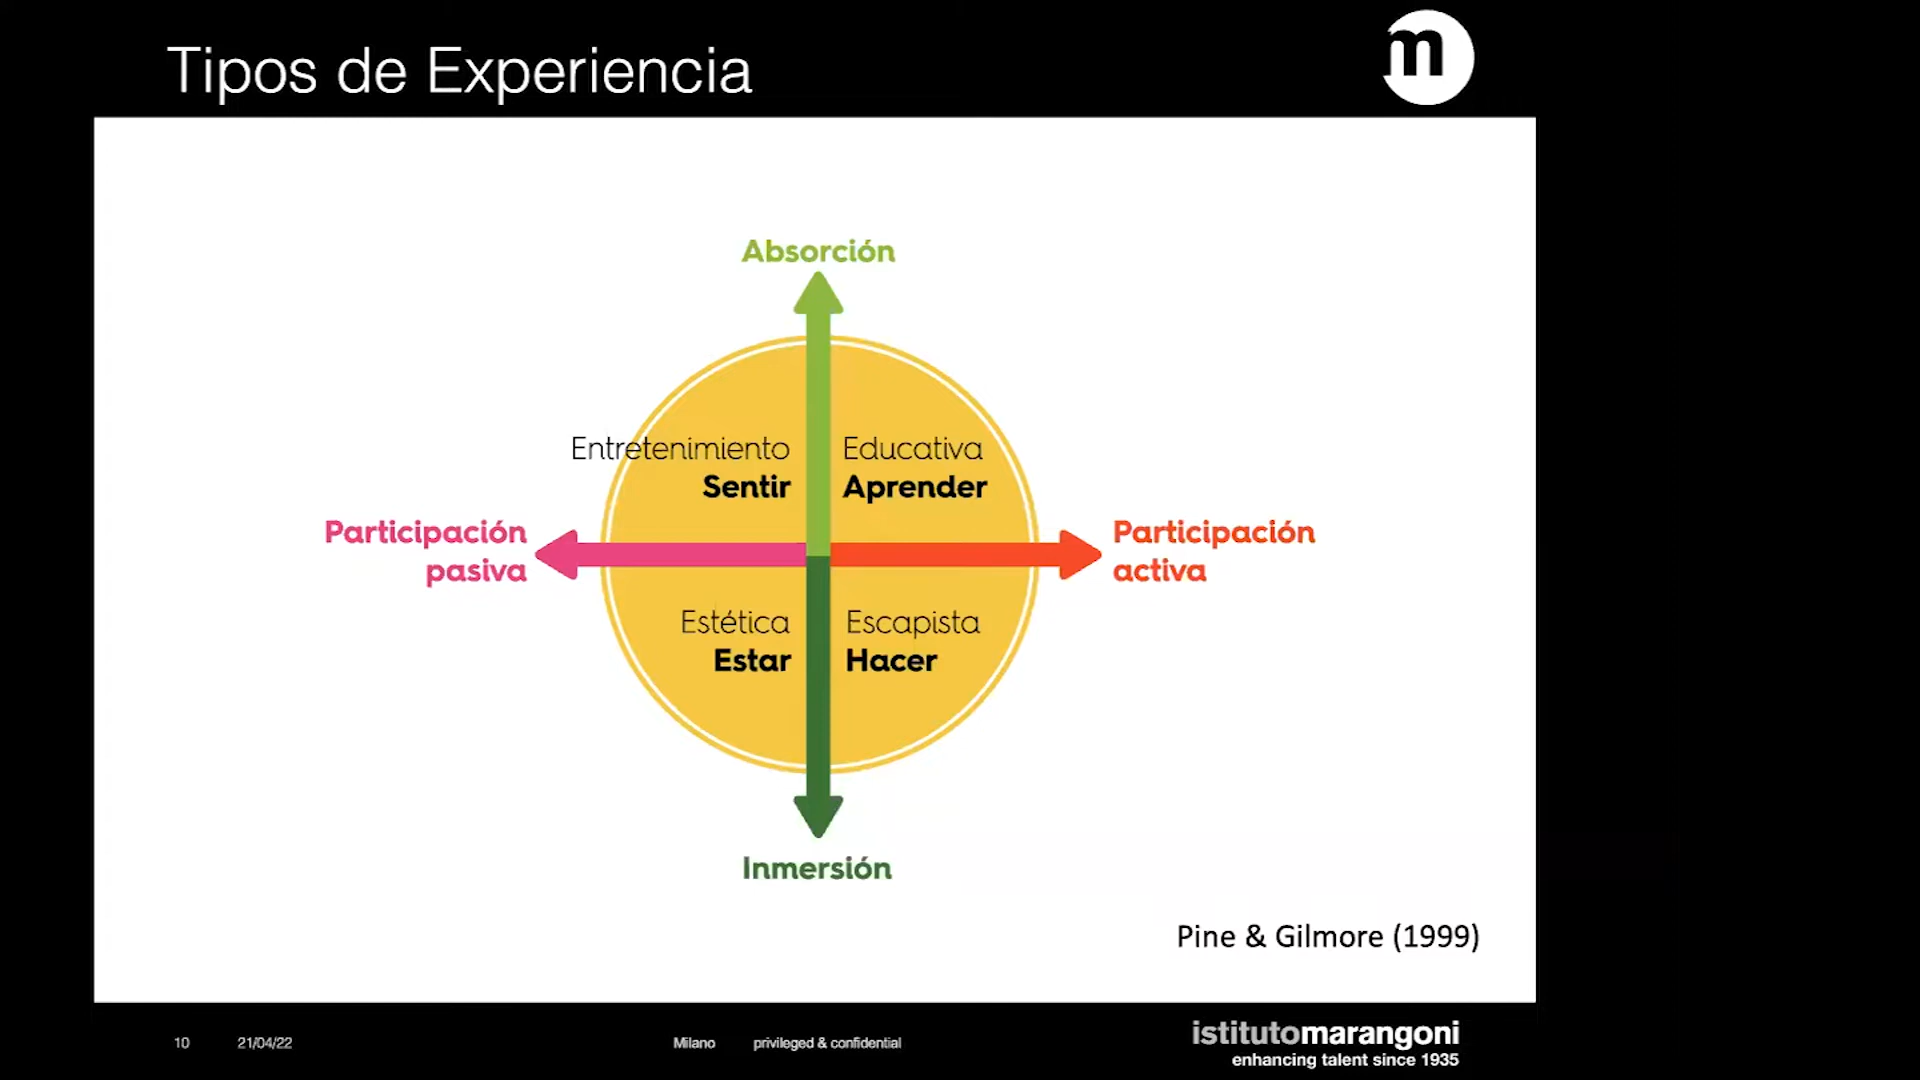 Tipos de Experiencia
m
Absorción
Entretenimiento
Sentir
Educativa
Aprender
Participación
pasiva
Participación
activa
Estética
Estar
Escapista
Hacer
Inmersión
Pine & Gilmore (1999)
10 21/04/22 Milano privileged & confidential
istitutomarangoni
enhancing talent since 1935